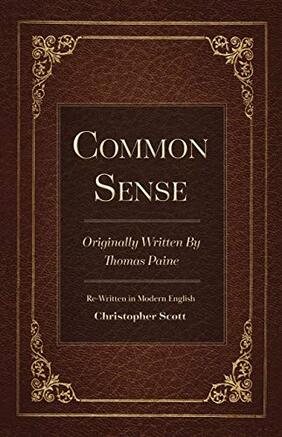 COMMON
SENSE
Originally Written By
Thomas Paine
Re-Written in Modern English
Christopher Scott